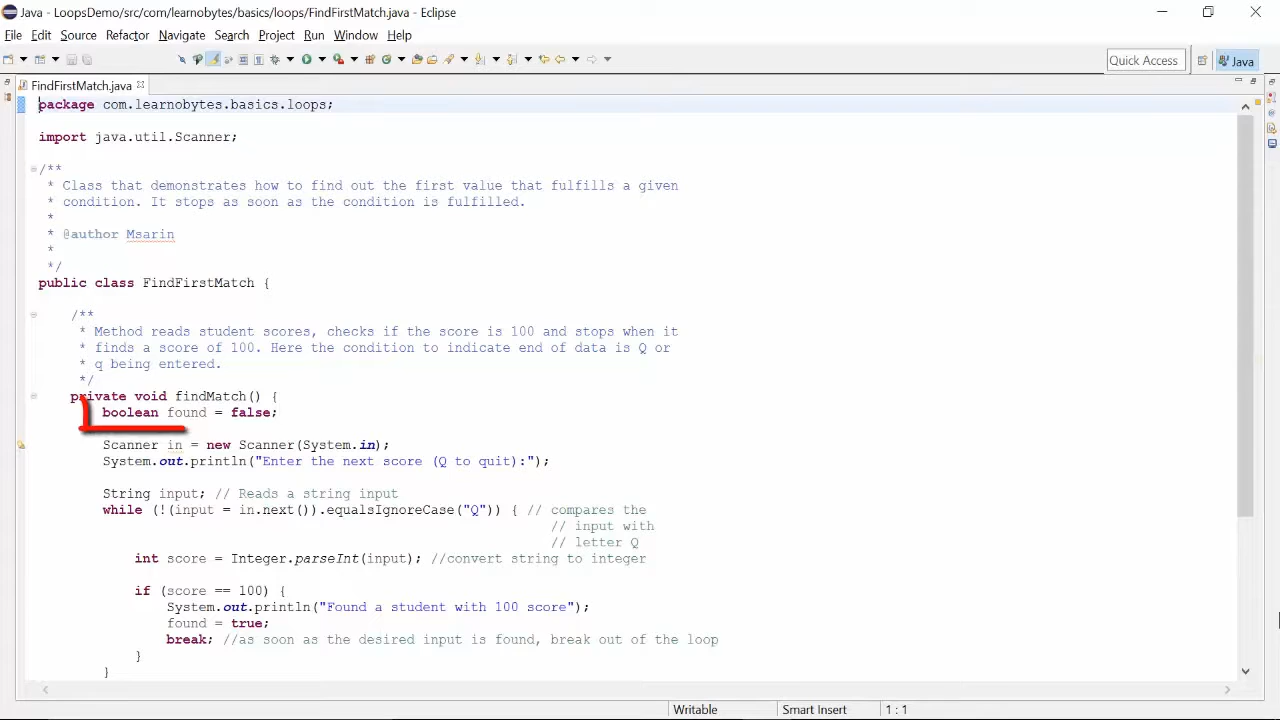 Java - LoopsDemo/src/com/learnobytes/basics/loops/FindFirstMatch.java - Eclipse
File Edit Source Refactor Navigate Search Project Run Window Help
Quick Access Java
FindFirstMatch.java
package com.learnobytes.basics.loops;
import java.util.Scanner;
/**
* Class that demonstrates how to find out the first value that fulfills a given
* condition. It stops as soon as the condition is fulfilled.
*
* @author Msarin
*
*/
public class FindFirstMatch {
/**
* Method reads student scores, checks if the score is 100 and stops when it
* finds a score of 100. Here the condition to indicate end of data is Q or
* q being entered.
*/
private void findMatch() {
boolean found = false;
Scanner in = new Scanner(System.in);
System.out.println("Enter the next score (Q to quit):");
String input; // Reads a string input
while (!(input = in.next()).equalsIgnoreCase("Q")) { // compares the
// input with
// letter Q
int score = Integer.parseInt(input); //convert string to integer
if (score == 100) {
System.out.println("Found a student with 100 score");
found = true;
break; //as soon as the desired input is found, break out of the loop
}
}
Writable Smart Insert 1 : 1